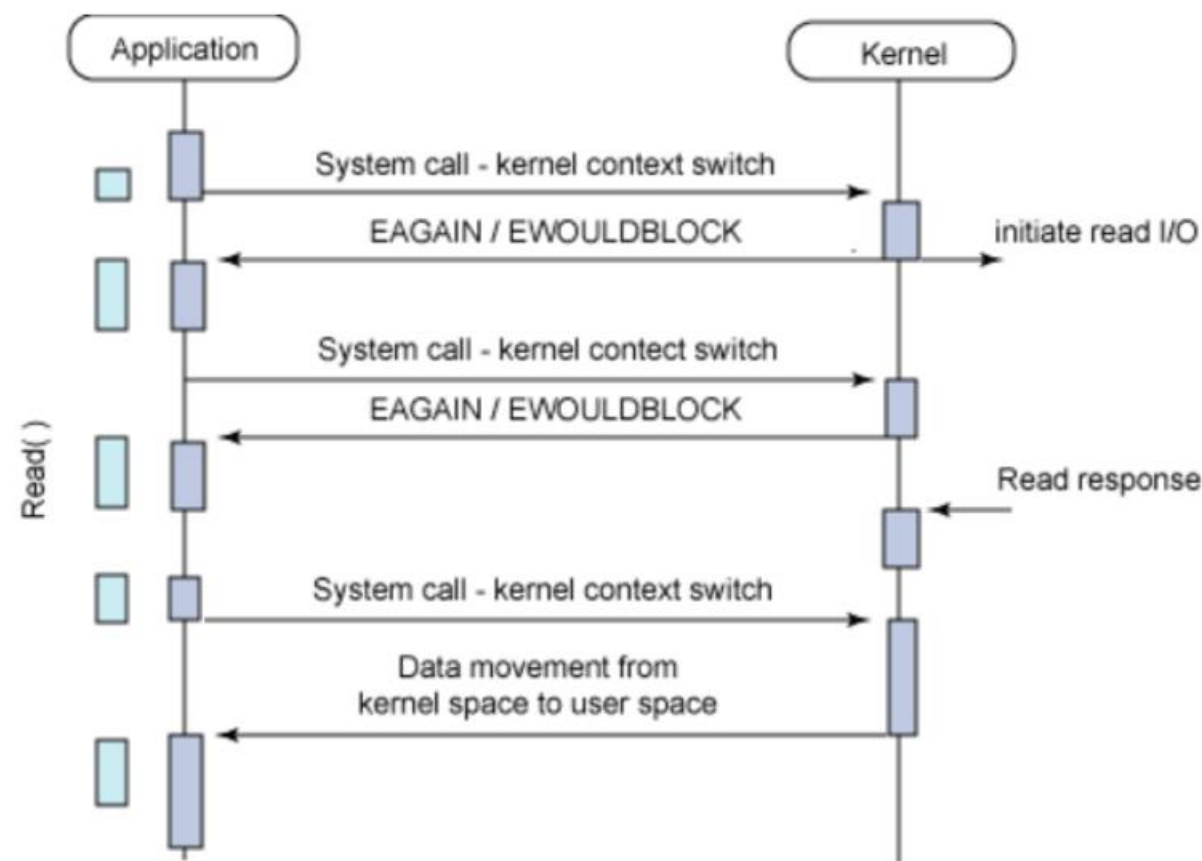 Application
Kernel
System call - kernel context switch
EAGAIN / EWOULDBLOCK
initiate read I/O
System call - kernel contect switch
EAGAIN / EWOULDBLOCK
Read( )
Read response
System call - kernel context switch
Data movement from
kernel space to user space